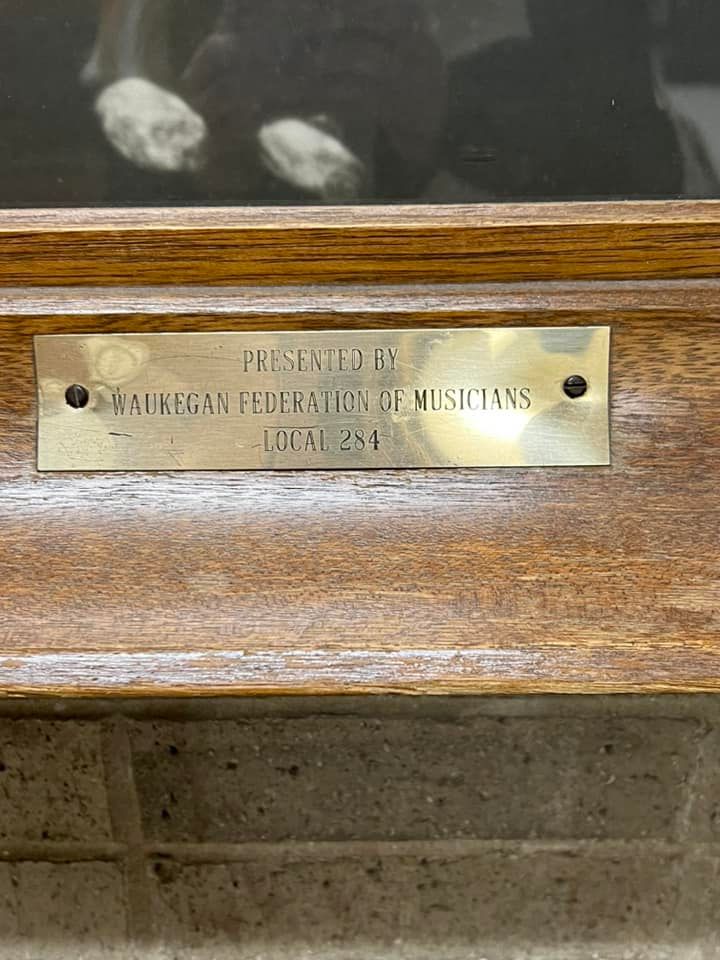 PRESENTED BY
WAUKEGAN FEDERATION OF MUSICIANS
LOCAL 284